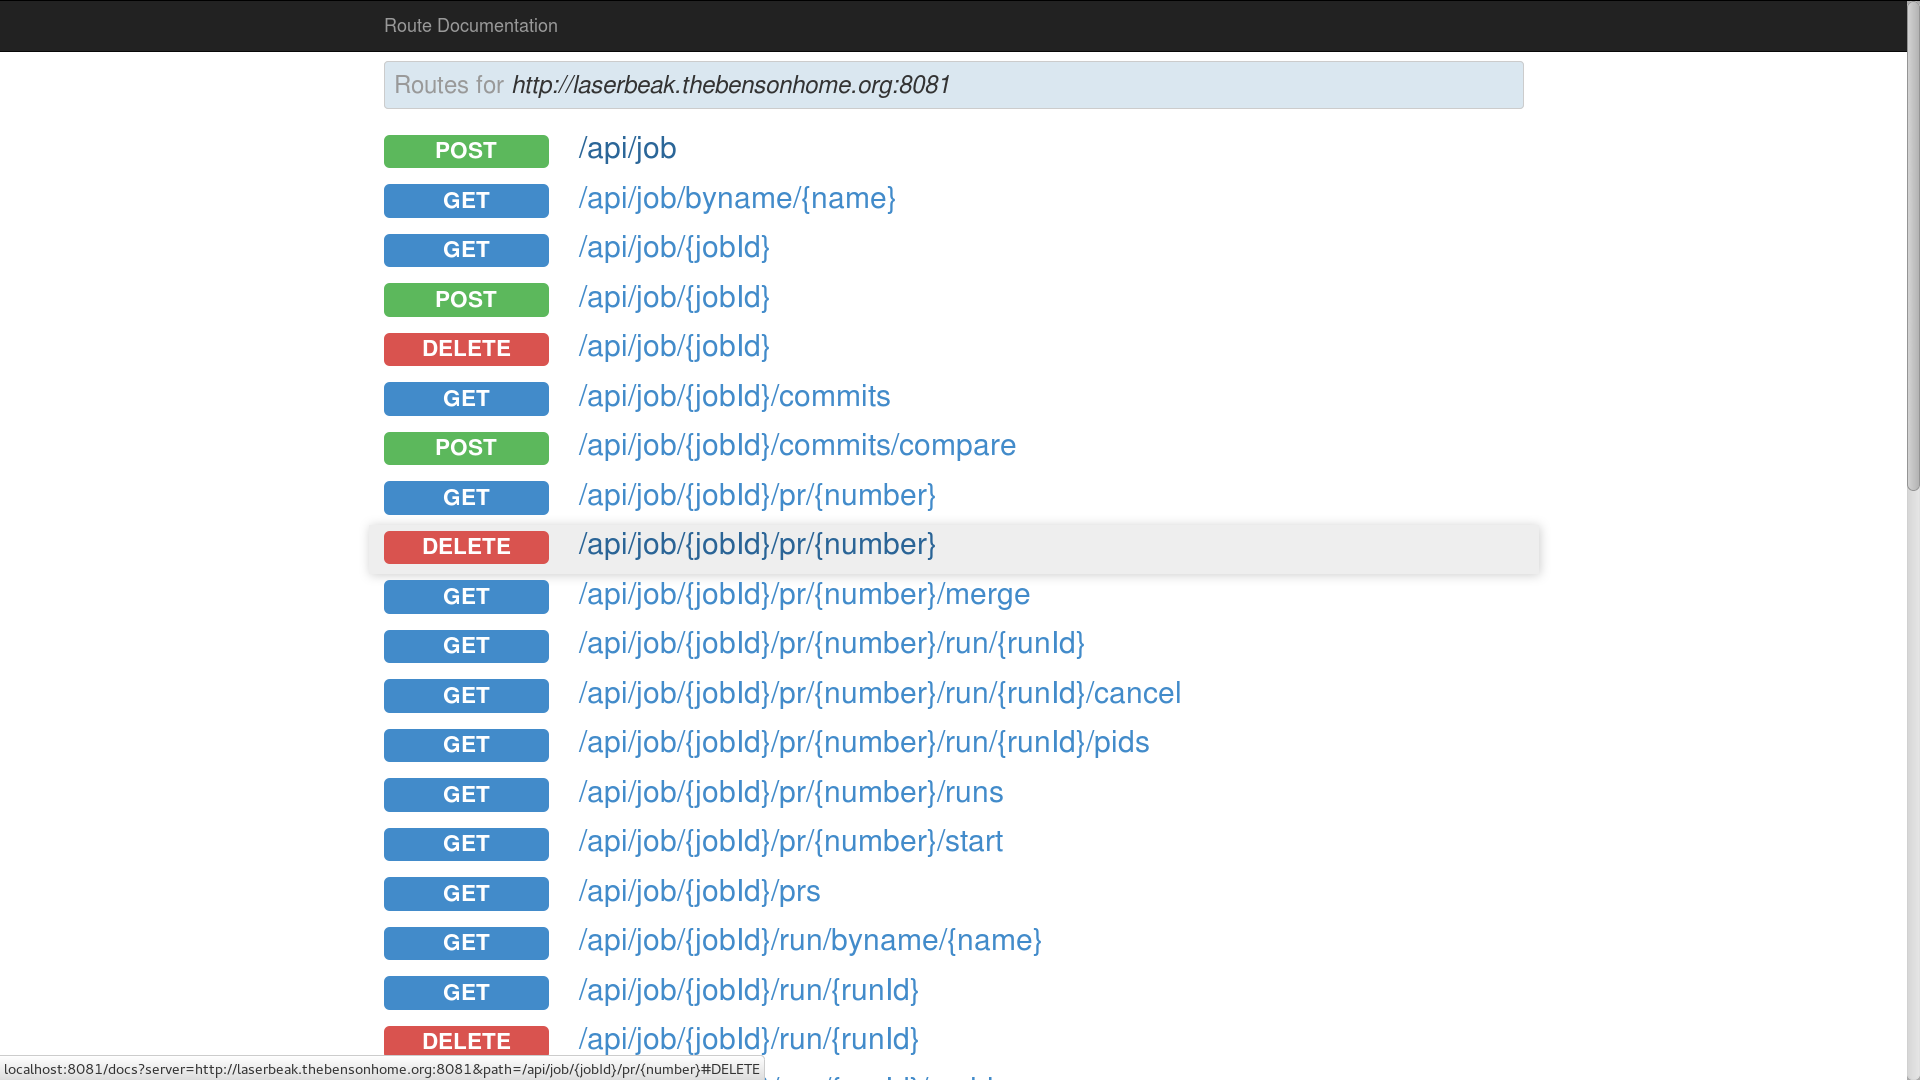 Route Documentation
Routes for http://laserbeak.thebensonhome.org:8081
POST /api/job
GET /api/job/byname/{name}
GET /api/job/{jobId}
POST /api/job/{jobId}
DELETE /api/job/{jobId}
GET /api/job/{jobId}/commits
POST /api/job/{jobId}/commits/compare
GET /api/job/{jobId}/pr/{number}
DELETE /api/job/{jobId}/pr/{number}
GET /api/job/{jobId}/pr/{number}/merge
GET /api/job/{jobId}/pr/{number}/run/{runId}
GET /api/job/{jobId}/pr/{number}/run/{runId}/cancel
GET /api/job/{jobId}/pr/{number}/run/{runId}/pids
GET /api/job/{jobId}/pr/{number}/runs
GET /api/job/{jobId}/pr/{number}/start
GET /api/job/{jobId}/prs
GET /api/job/{jobId}/run/byname/{name}
GET /api/job/{jobId}/run/{runId}
DELETE /api/job/{jobId}/run/{runId}
localhost:8081/docs?server=http://laserbeak.thebensonhome.org:8081&path=/api/job/{jobId}/pr/{number}#DELETE